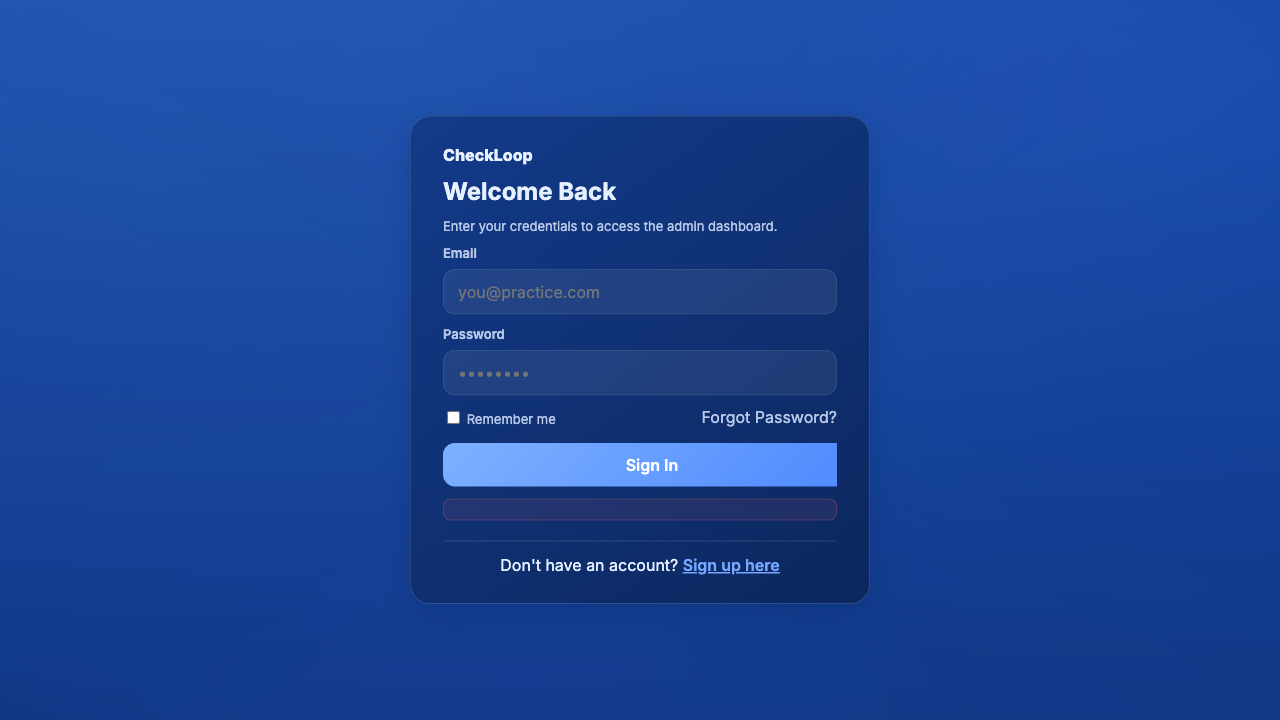 CheckLoop
Welcome Back
Enter your credentials to access the admin dashboard.
Email
you@practice.com
Password
••••••••
Remember me Forgot Password?
Sign In
Don't have an account? Sign up here